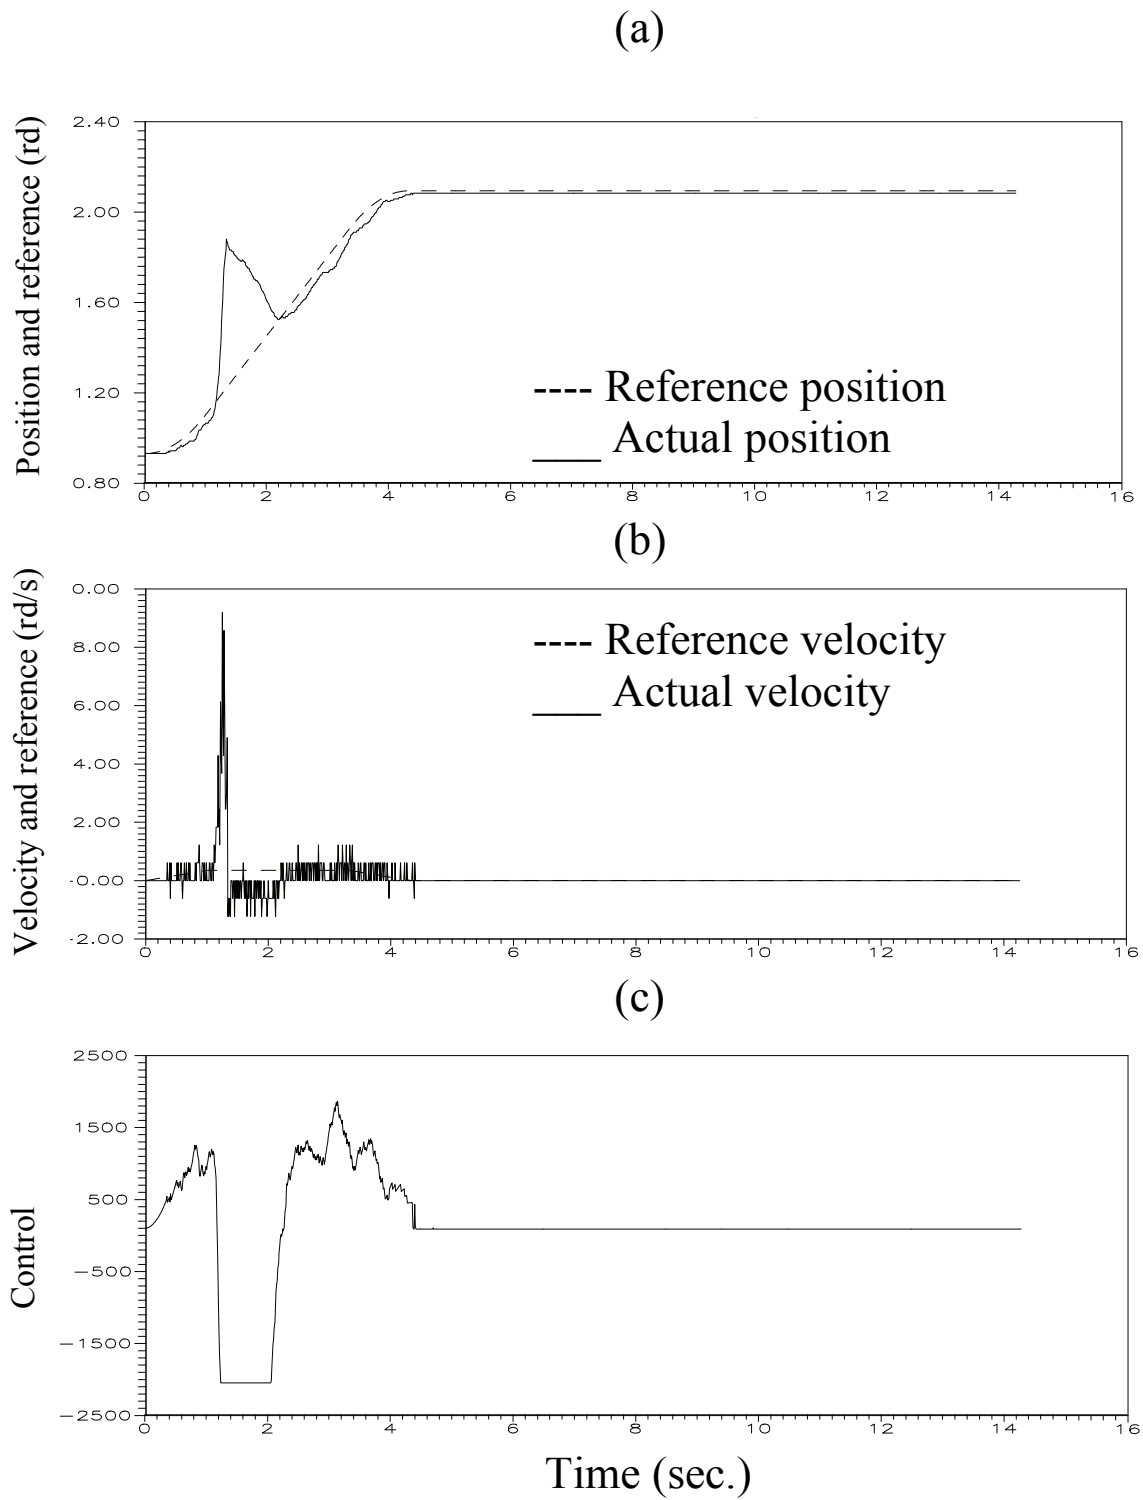 (a)
Position and reference (rd)
2.40
2.00
1.60
1.20
0.80
---- Reference position
___ Actual position
0 2 4 6 8 10 12 14 16
(b)
Velocity and reference (rd/s)
0.00
8.00
6.00
4.00
2.00
-0.00
-2.00
---- Reference velocity
___ Actual velocity
0 2 4 6 8 10 12 14 16
(c)
Control
2500
1500
500
-500
-1500
-2500
0 2 4 6 8 10 12 14 16
Time (sec.)